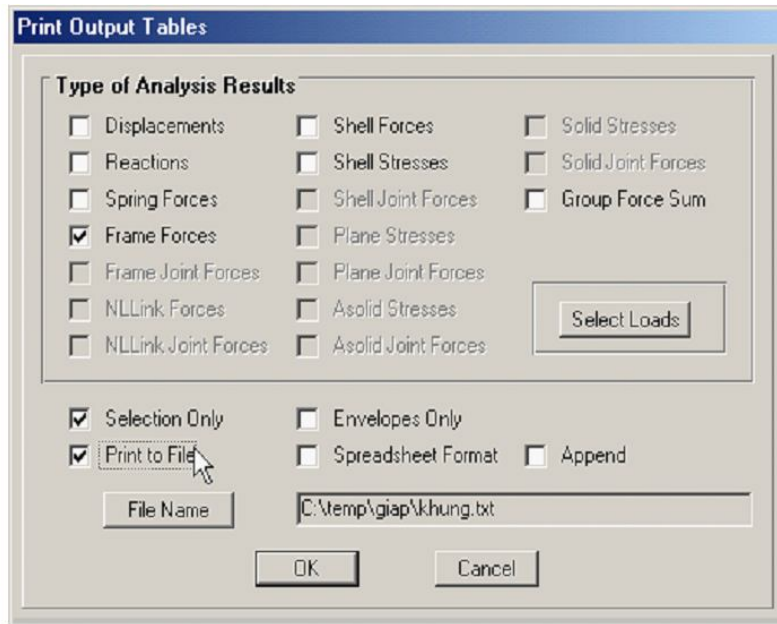 Print Output Tables
Type of Analysis Results
Displacements Shell Forces Solid Stresses
Reactions Shell Stresses Solid Joint Forces
Spring Forces Shell Joint Forces Group Force Sum
Frame Forces Plane Stresses
Frame Joint Forces Plane Joint Forces
NLLink Forces Asolid Stresses Select Loads
NLLink Joint Forces Asolid Joint Forces
Selection Only Envelopes Only
Print to File Spreadsheet Format Append
File Name C:\temp\giap\khung.txt
OK Cancel